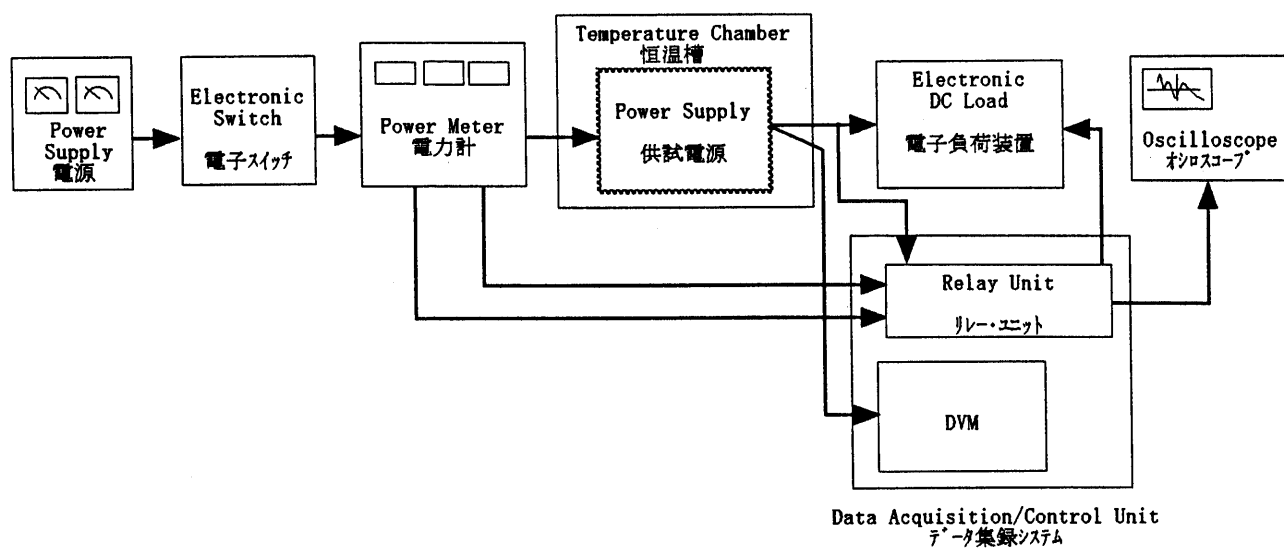 Power
Supply
電源
Electronic
Switch
電子スイッチ
Power Meter
電力計
Temperature Chamber
恒温槽
Power Supply
供試電源
Electronic
DC Load
電子負荷装置
Oscilloscope
オシロスコープ
Relay Unit
リレー・ユニット
DVM
Data Acquisition/Control Unit
データ集録システム